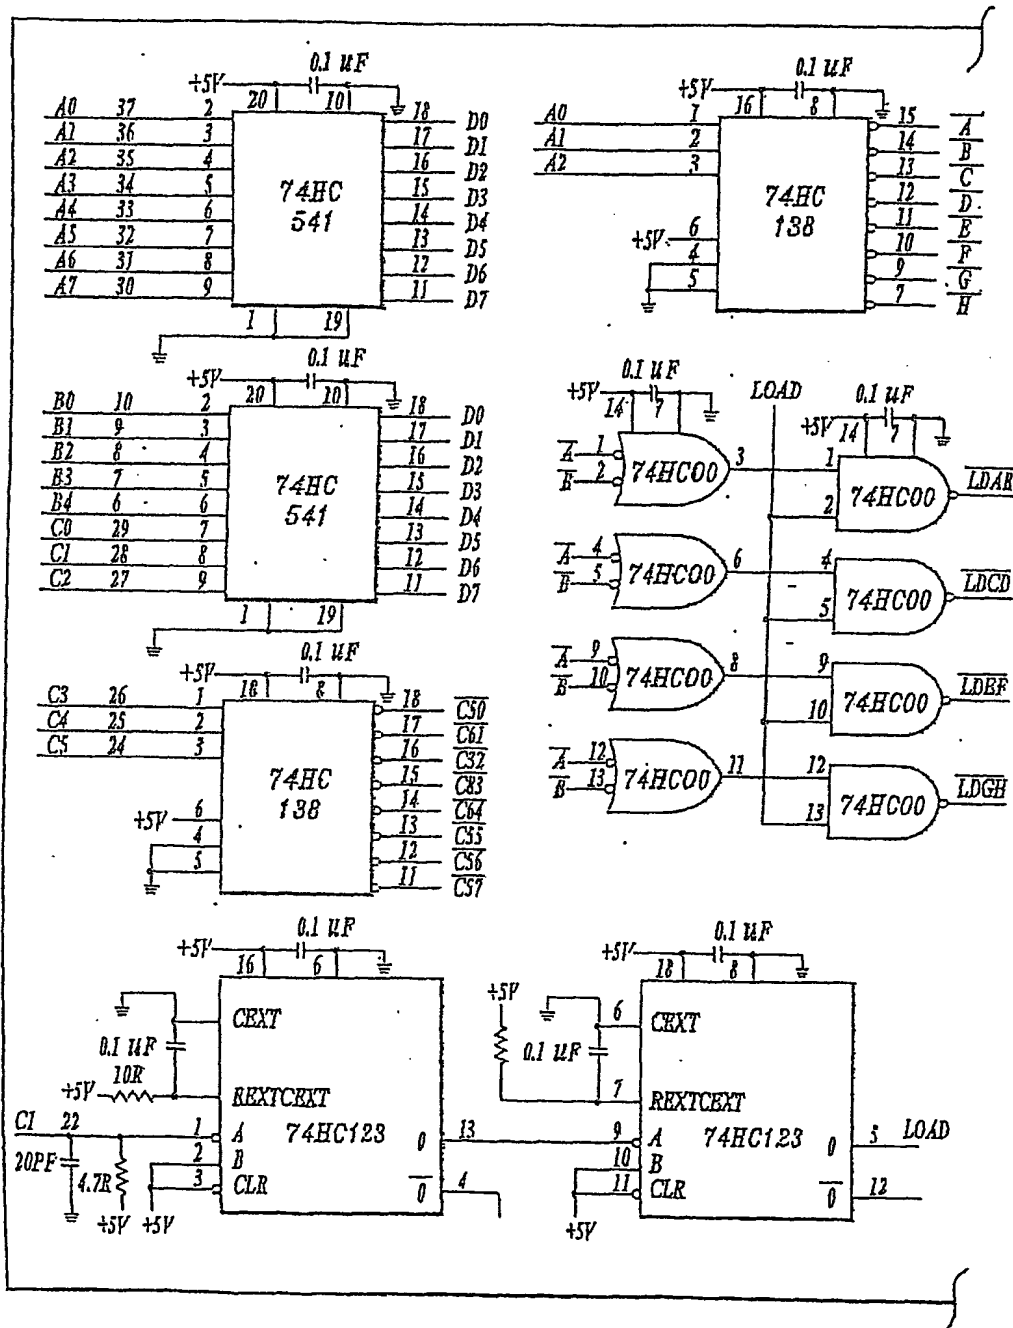 +5V 0.1 uF
20 10
A0 37 2
A1 36 3
A2 35 4
A3 34 5
A4 33 6
A5 32 7
A6 31 8
A7 30 9
74HC
541
18 D0
17 D1
16 D2
15 D3
14 D4
13 D5
12 D6
11 D7
1 19
+5V 0.1 uF
16 8
A0 1
A1 2
A2 3
+5V 6
4
5
74HC
138
15 A
14 B
13 C
12 D
11 E
10 F
9 G
7 H
+5V 0.1 uF
20 10
B0 10 2
B1 9 3
B2 8 4
B3 7 5
B4 6 6
C0 29 7
C1 28 8
C2 27 9
74HC
541
18 D0
17 D1
16 D2
15 D3
14 D4
13 D5
12 D6
11 D7
1 19
+5V 0.1 uF
14 7
LOAD
0.1 uF
+5V 14 7
A 1
B 2
74HC00 3
1
2
74HC00 LDAB
A 4
B 5
74HC00 6
4
5
74HC00 LDCD
A 9
B 10
74HC00 8
9
10
74HC00 LDEF
A 12
B 13
74HC00 11
12
13
74HC00 LDGH
+5V 0.1 uF
18 8
C3 26 1
C4 25 2
C5 24 3
+5V 6
4
5
74HC
138
18 CS0
17 C61
16 C32
15 C83
14 C64
13 CS5
12 CS6
11 CS7
+5V 0.1 uF
16 6
CEXT
0.1 uF
10R
+5V
REXTCEXT
74HC123
C1 22
20PF
4.7R
+5V +5V
1 A
2 B
3 CLR
0 13
0 4
+5V 0.1 uF
18 8
+5V
0.1 uF
6 CEXT
7 REXTCEXT
74HC123
9 A
10 B
11 CLR
+5V
0 5 LOAD
0 12